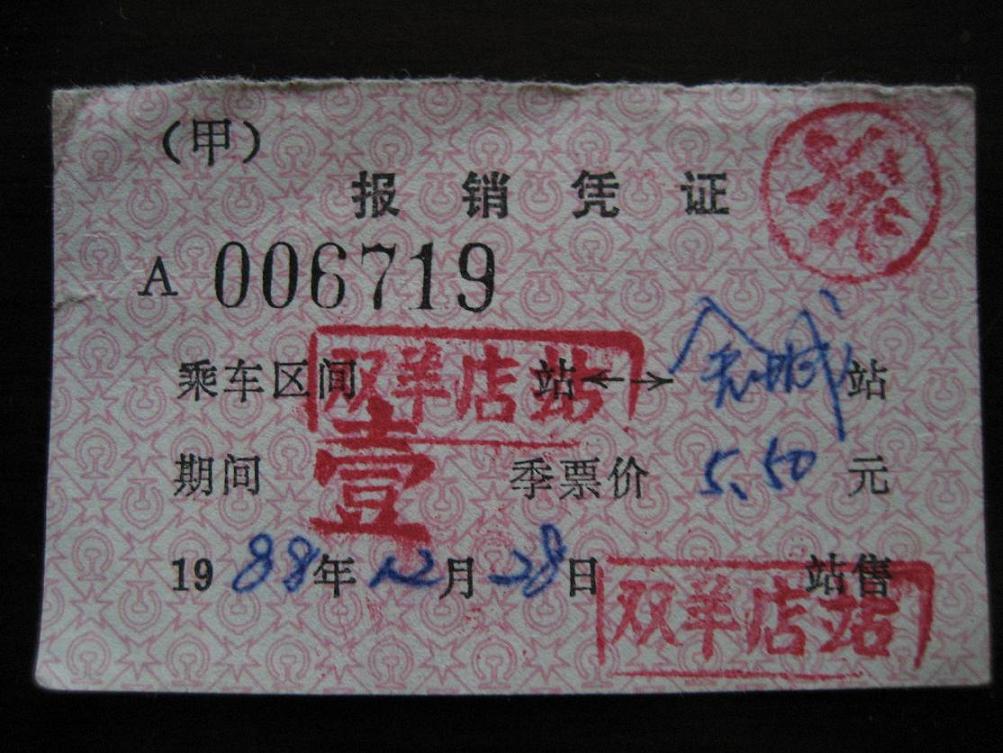 （甲）
报销凭证
A 006719
乘车区间 双羊店站 站←→ 站
期间 壹 季票价 5.50 元
1988年12月28日 双羊店站 站售